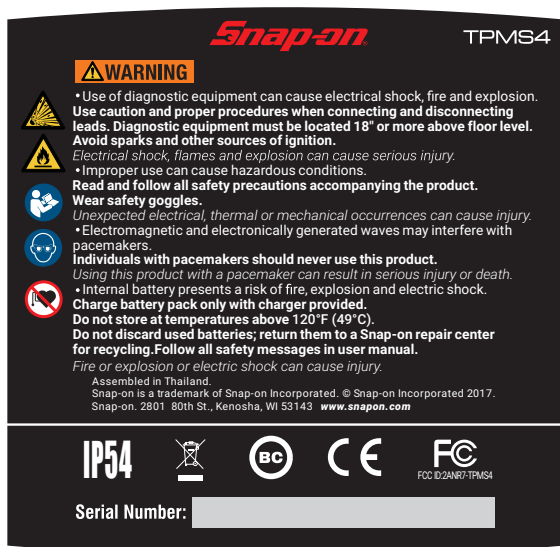 Snap-on
TPMS4
WARNING
•Use of diagnostic equipment can cause electrical shock, fire and explosion.
Use caution and proper procedures when connecting and disconnecting
leads. Diagnostic equipment must be located 18" or more above floor level.
Avoid sparks and other sources of ignition.
Electrical shock, flames and explosion can cause serious injury.
•Improper use can cause hazardous conditions.
Read and follow all safety precautions accompanying the product.
Wear safety goggles.
Unexpected electrical, thermal or mechanical occurrences can cause injury.
•Electromagnetic and electronically generated waves may interfere with
pacemakers.
Individuals with pacemakers should never use this product.
Using this product with a pacemaker can result in serious injury or death.
•Internal battery presents a risk of fire, explosion and electric shock.
Charge battery pack only with charger provided.
Do not store at temperatures above 120°F (49°C).
Do not discard used batteries; return them to a Snap-on repair center
for recycling.Follow all safety messages in user manual.
Fire or explosion or electric shock can cause injury.
Assembled in Thailand.
Snap-on is a trademark of Snap-on Incorporated. © Snap-on Incorporated 2017.
Snap-on. 2801 80th St., Kenosha, WI 53143 www.snapon.com
IP54
BC
CE
FC
FCC ID:2ANR7-TPMS4
Serial Number: